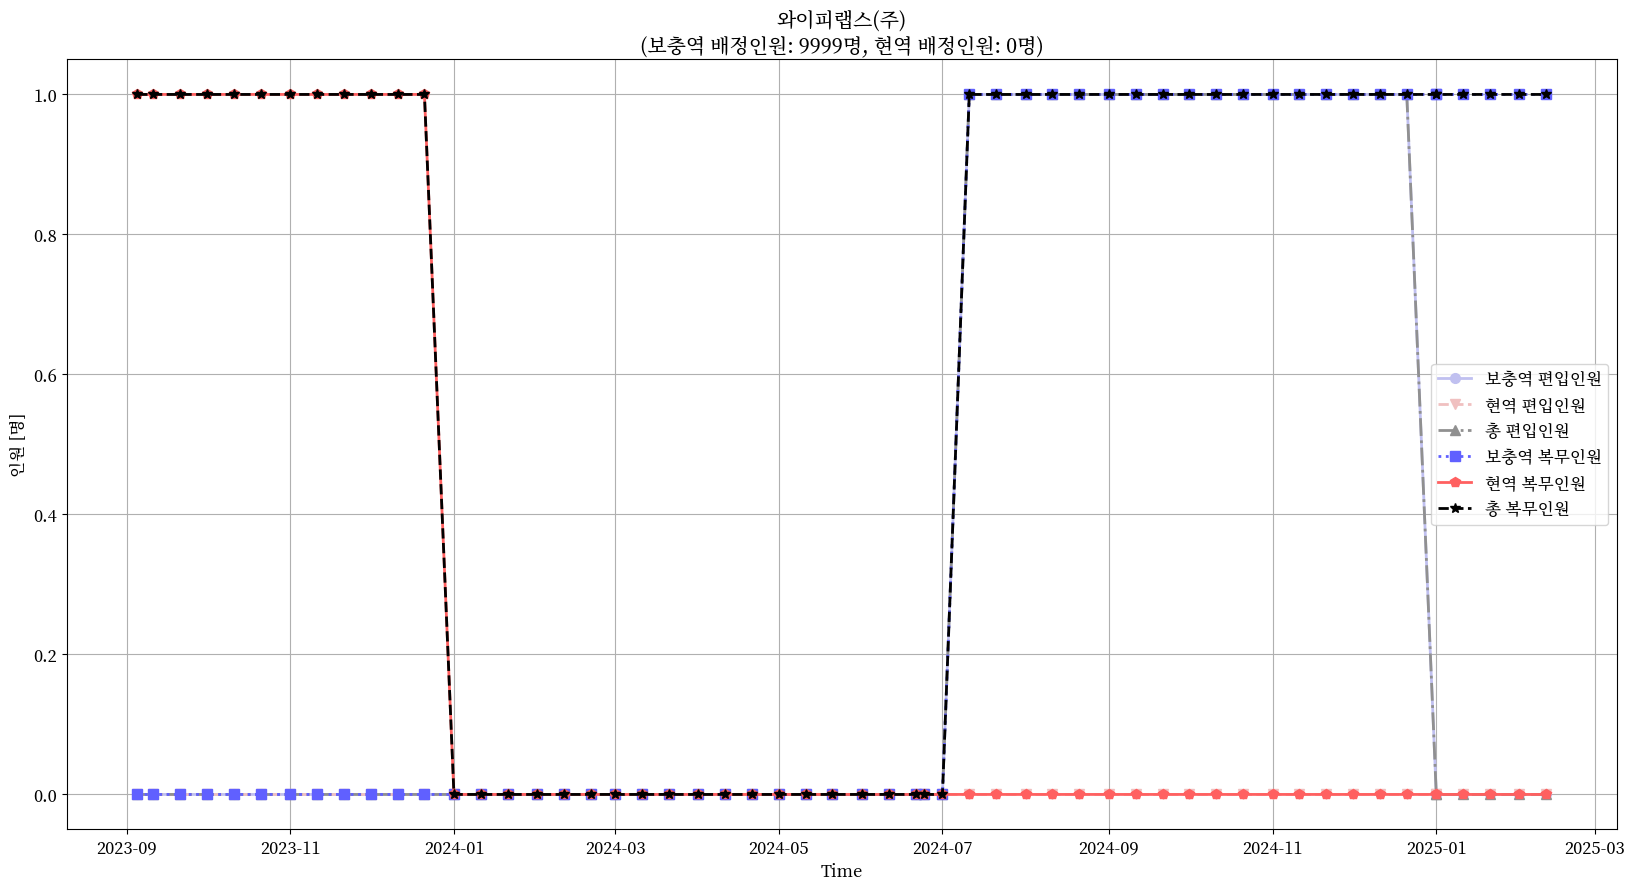 와이피랩스(주)
(보충역 배정인원: 9999명, 현역 배정인원: 0명)
인원 [명]
1.0
0.8
0.6
0.4
0.2
0.0
보충역 편입인원
현역 편입인원
총 편입인원
보충역 복무인원
현역 복무인원
총 복무인원
2023-09
2023-11
2024-01
2024-03
2024-05
2024-07
2024-09
2024-11
2025-01
2025-03
Time